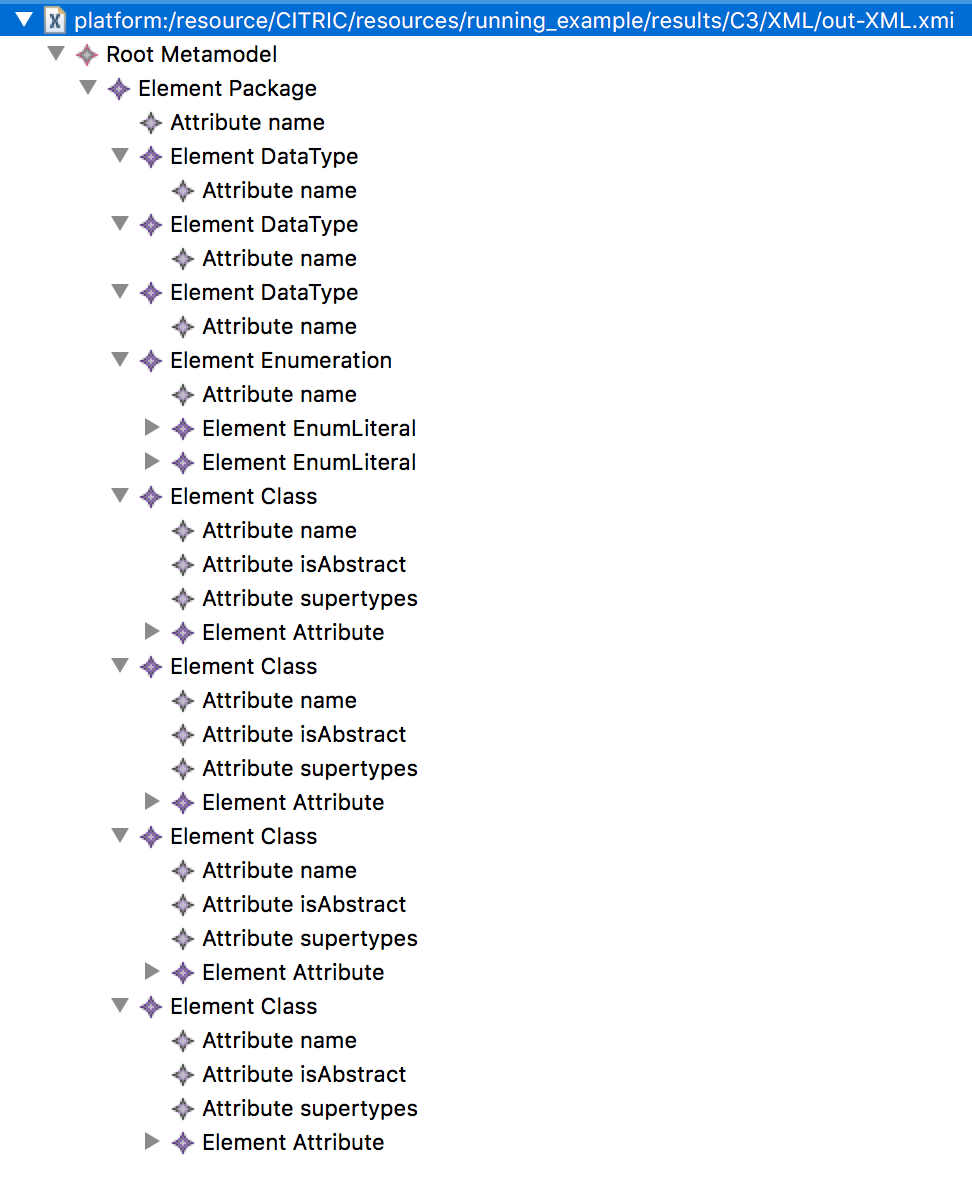 platform:/resource/CITRIC/resources/running_example/results/C3/XML/out-XML.xmi
Root Metamodel
Element Package
Attribute name
Element DataType
Attribute name
Element DataType
Attribute name
Element DataType
Attribute name
Element Enumeration
Attribute name
Element EnumLiteral
Element EnumLiteral
Element Class
Attribute name
Attribute isAbstract
Attribute supertypes
Element Attribute
Element Class
Attribute name
Attribute isAbstract
Attribute supertypes
Element Attribute
Element Class
Attribute name
Attribute isAbstract
Attribute supertypes
Element Attribute
Element Class
Attribute name
Attribute isAbstract
Attribute supertypes
Element Attribute